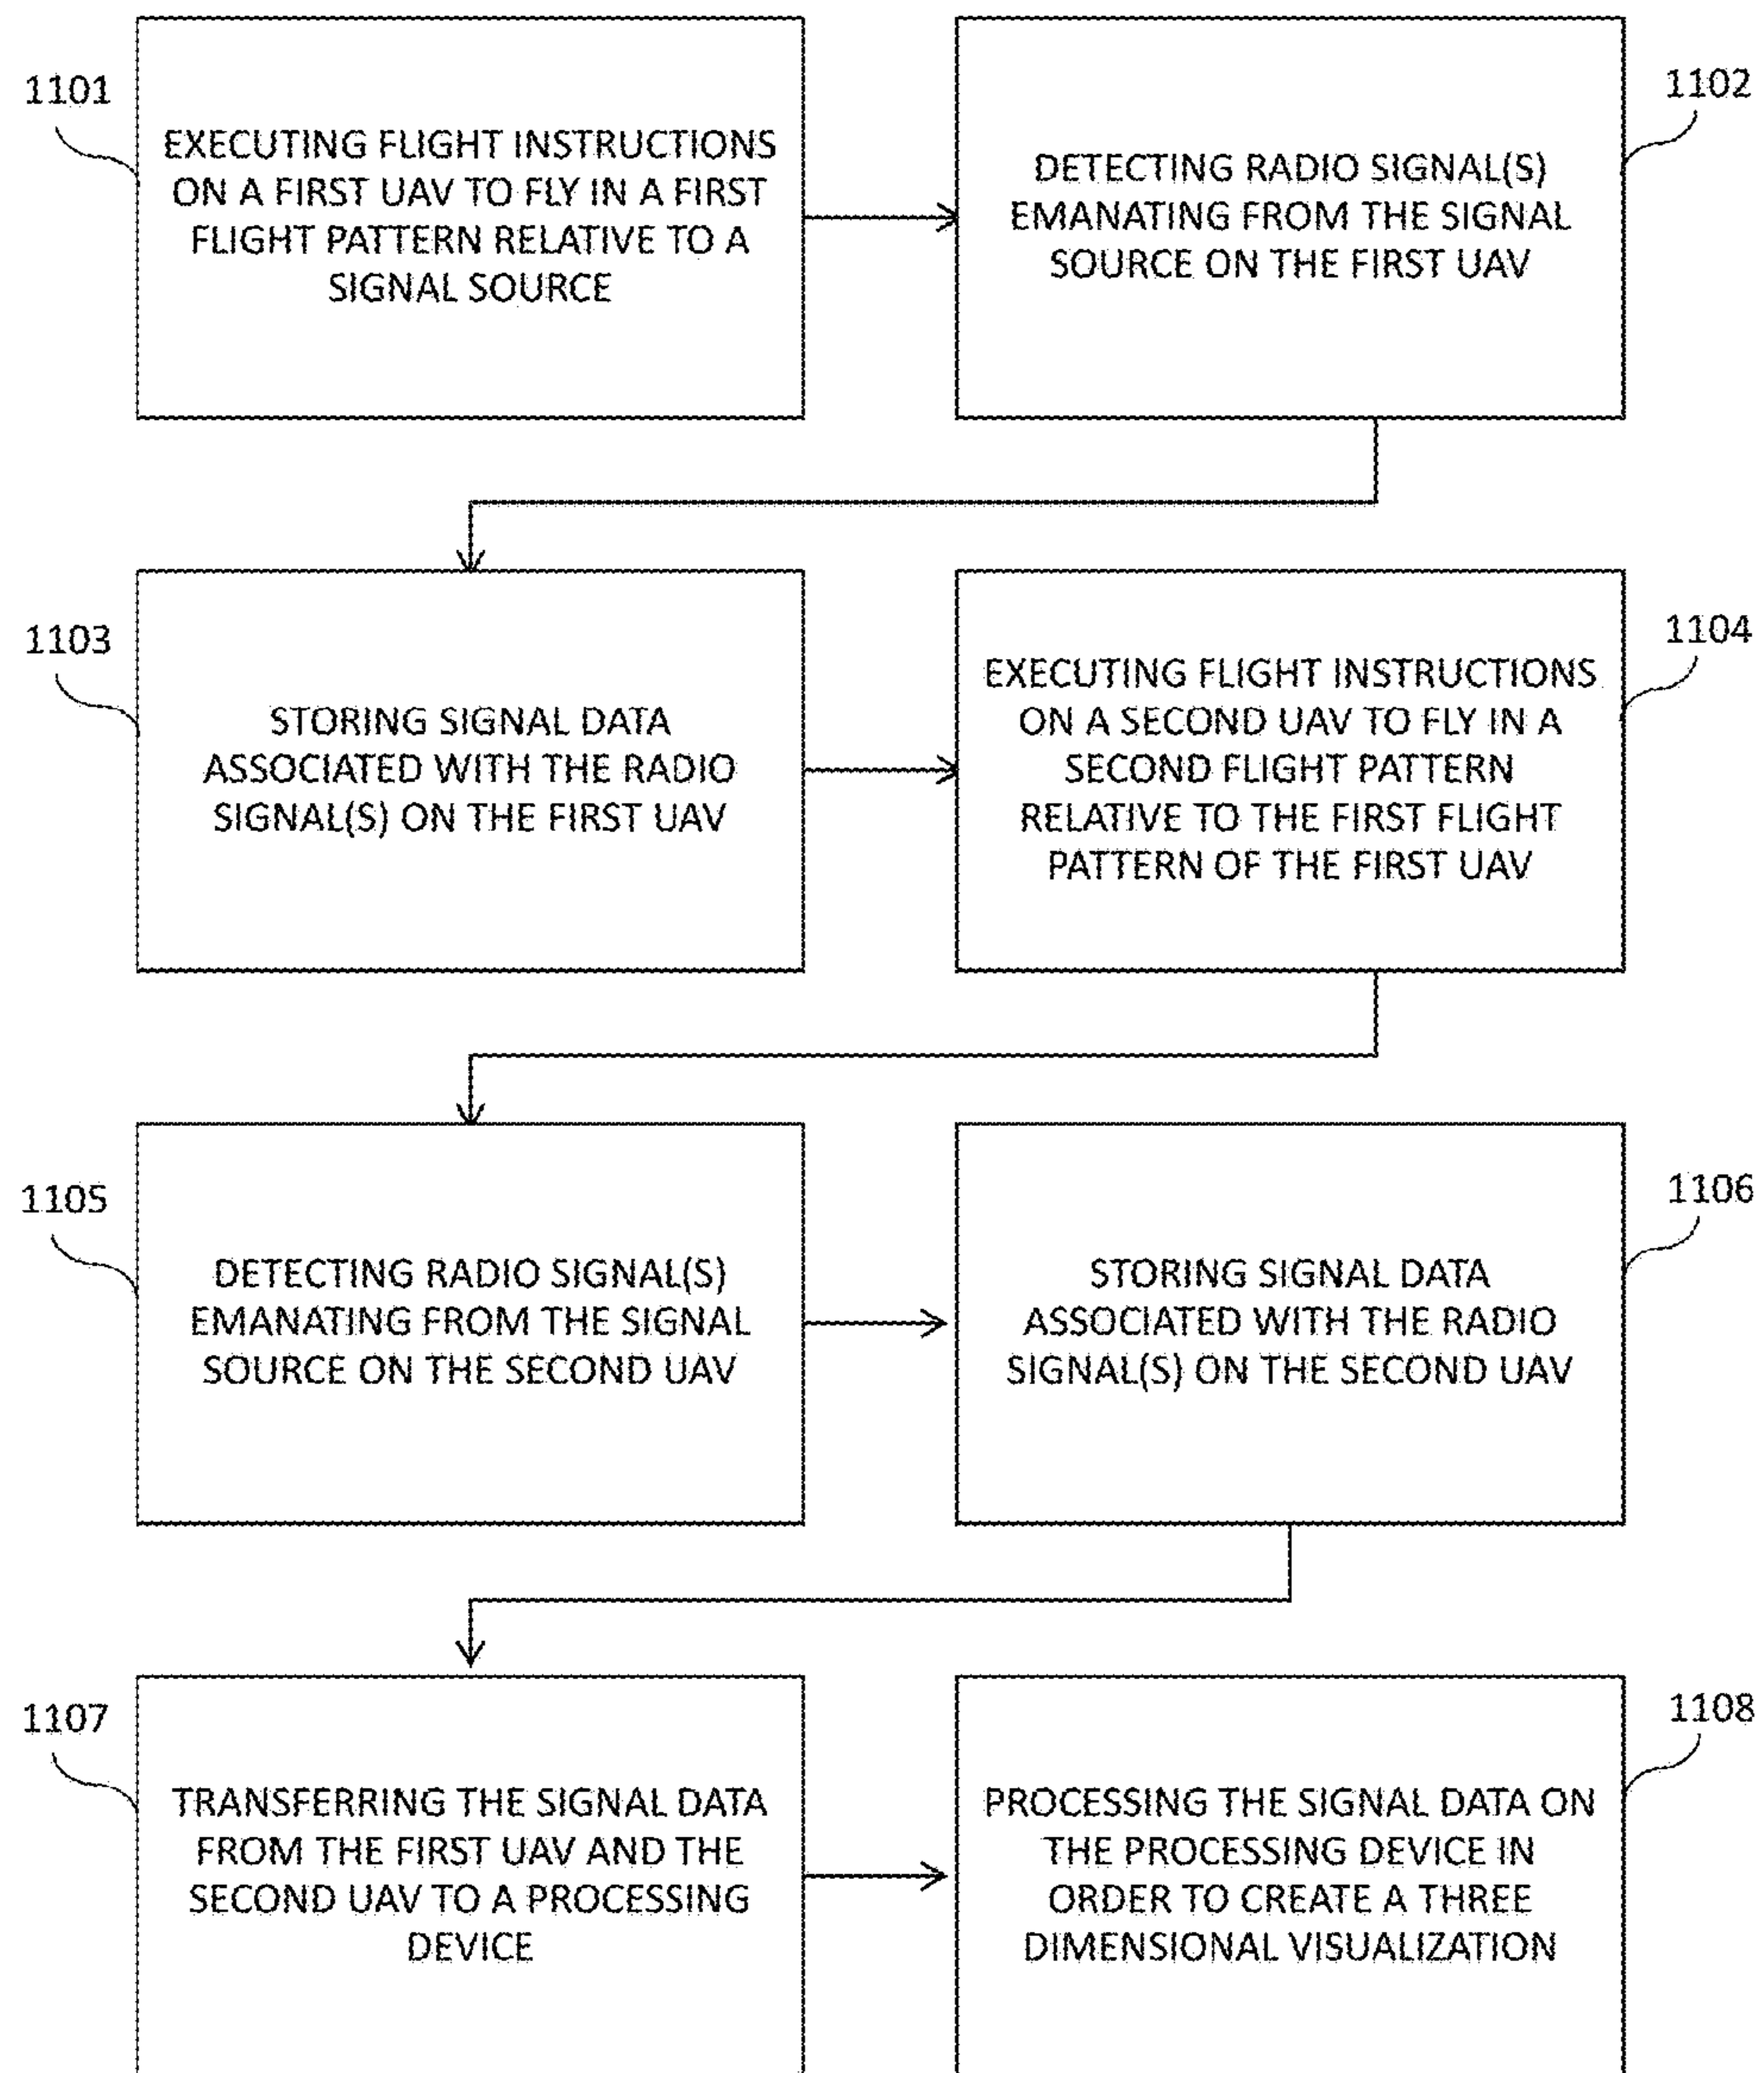 1101
EXECUTING FLIGHT INSTRUCTIONS
ON A FIRST UAV TO FLY IN A FIRST
FLIGHT PATTERN RELATIVE TO A
SIGNAL SOURCE
1102
DETECTING RADIO SIGNAL(S)
EMANATING FROM THE SIGNAL
SOURCE ON THE FIRST UAV
1103
STORING SIGNAL DATA
ASSOCIATED WITH THE RADIO
SIGNAL(S) ON THE FIRST UAV
1104
EXECUTING FLIGHT INSTRUCTIONS
ON A SECOND UAV TO FLY IN A
SECOND FLIGHT PATTERN
RELATIVE TO THE FIRST FLIGHT
PATTERN OF THE FIRST UAV
1105
DETECTING RADIO SIGNAL(S)
EMANATING FROM THE SIGNAL
SOURCE ON THE SECOND UAV
1106
STORING SIGNAL DATA
ASSOCIATED WITH THE RADIO
SIGNAL(S) ON THE SECOND UAV
1107
TRANSFERRING THE SIGNAL DATA
FROM THE FIRST UAV AND THE
SECOND UAV TO A PROCESSING
DEVICE
1108
PROCESSING THE SIGNAL DATA ON
THE PROCESSING DEVICE IN
ORDER TO CREATE A THREE
DIMENSIONAL VISUALIZATION